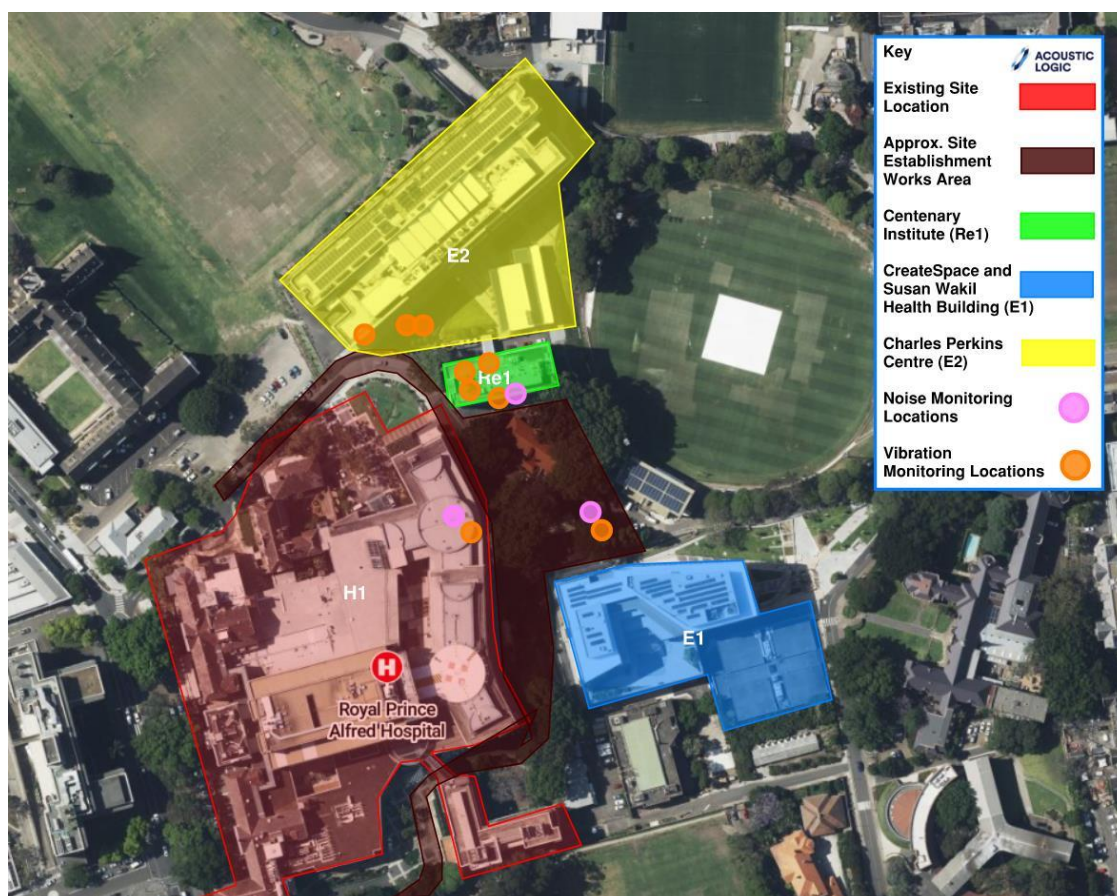 Key
ACOUSTIC
LOGIC
Existing Site
Location
Approx. Site
Establishment
Works Area
Centenary
Institute (Re1)
CreateSpace and
Susan Wakil
Health Building (E1)
Charles Perkins
Centre (E2)
Noise Monitoring
Locations
Vibration
Monitoring Locations
E2
Re1
H1
E1
H
Royal Prince
Alfred Hospital